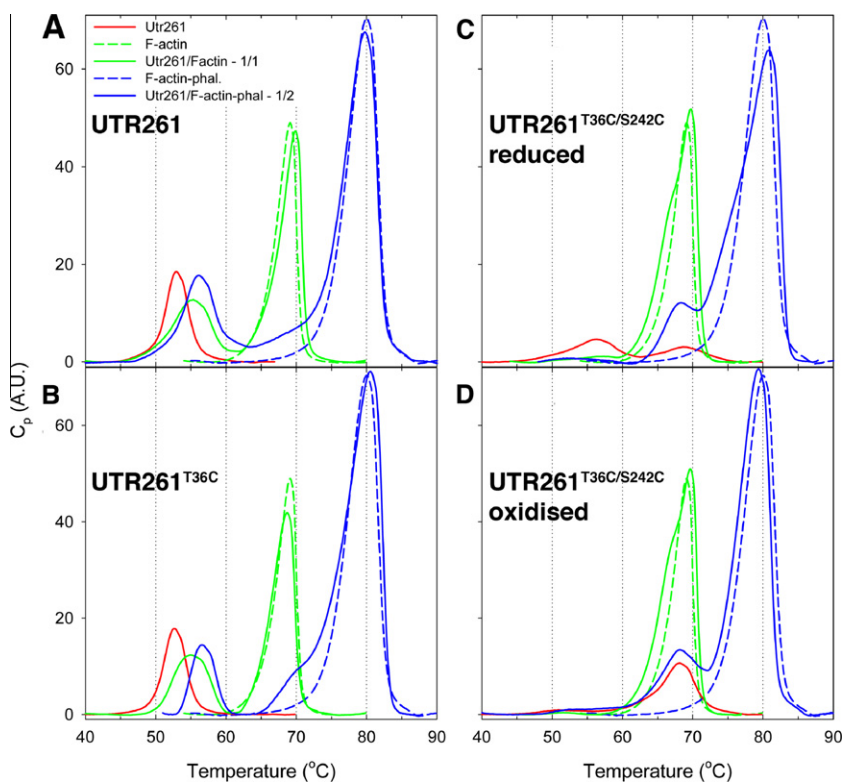 A
Utr261
F-actin
Utr261/Factin - 1/1
F-actin-phal.
Utr261/F-actin-phal - 1/2
UTR261
C
UTR261T36C/S242C
reduced
B
UTR261T36C
D
UTR261T36C/S242C
oxidised
60
40
20
0
60
40
20
0
Cp (A.U.)
40 50 60 70 80 90
40 50 60 70 80 90
Temperature (oC)
Temperature (oC)